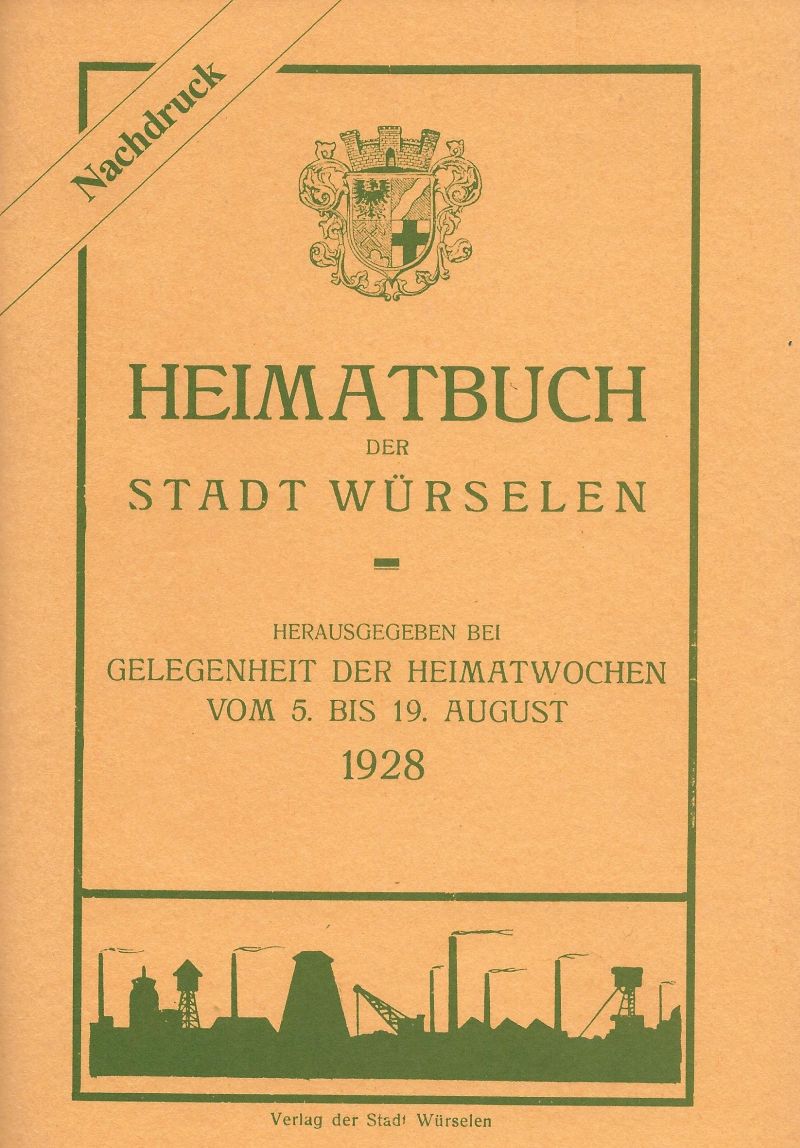 Nachdruck
HEIMATBUCH
DER
STADT WÜRSELEN
HERAUSGEGEBEN BEI
GELEGENHEIT DER HEIMATWOCHEN
VOM 5. BIS 19. AUGUST
1928
Verlag der Stadt Würselen